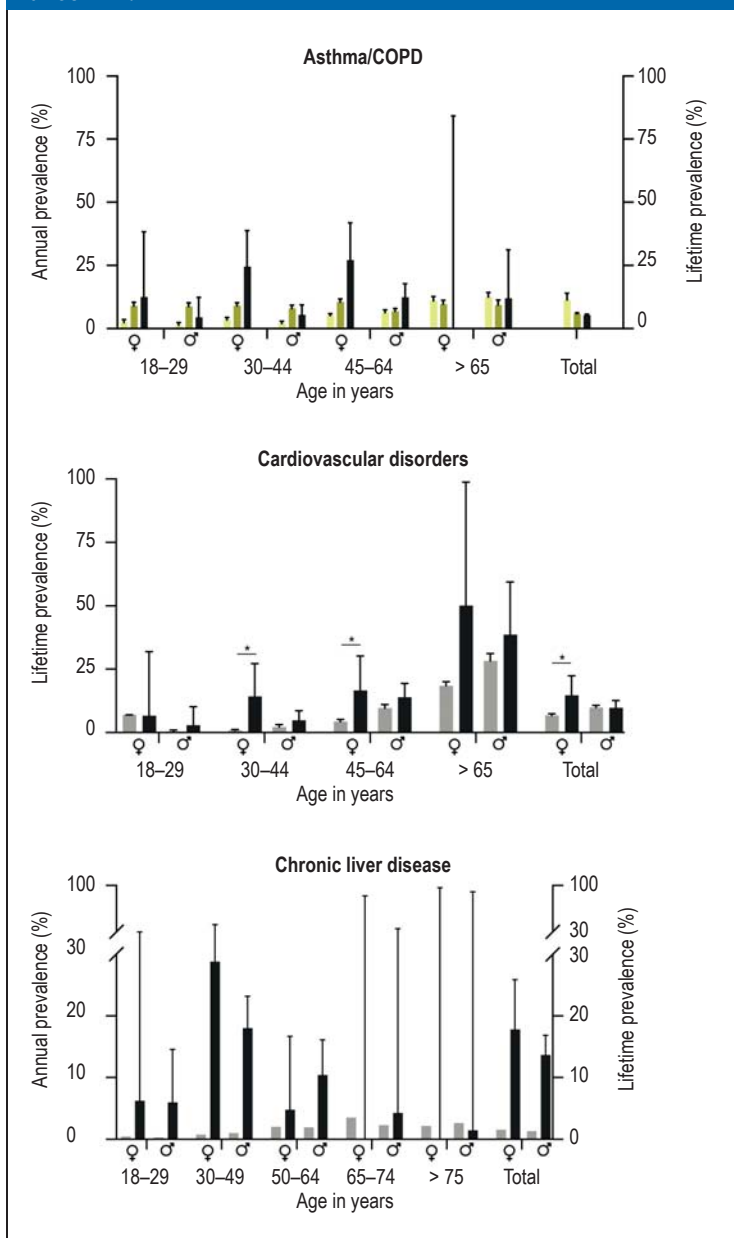 Asthma/COPD
Annual prevalence (%)
100
75
50
25
0
100
75
50
25
0
Lifetime prevalence (%)
♀ ♂ ♀ ♂ ♀ ♂ ♀ ♂
18–29 30–44 45–64 > 65 Total
Age in years
Cardiovascular disorders
Lifetime prevalence (%)
100
75
50
25
0
* * *
♀ ♂ ♀ ♂ ♀ ♂ ♀ ♂ ♀ ♂
18–29 30–44 45–64 > 65 Total
Age in years
Chronic liver disease
Annual prevalence (%)
100
30
20
10
0
100
30
30
20
10
0
Lifetime prevalence (%)
♀ ♂ ♀ ♂ ♀ ♂ ♀ ♂ ♀ ♂ ♀ ♂
18–29 30–49 50–64 65–74 > 75 Total
Age in years